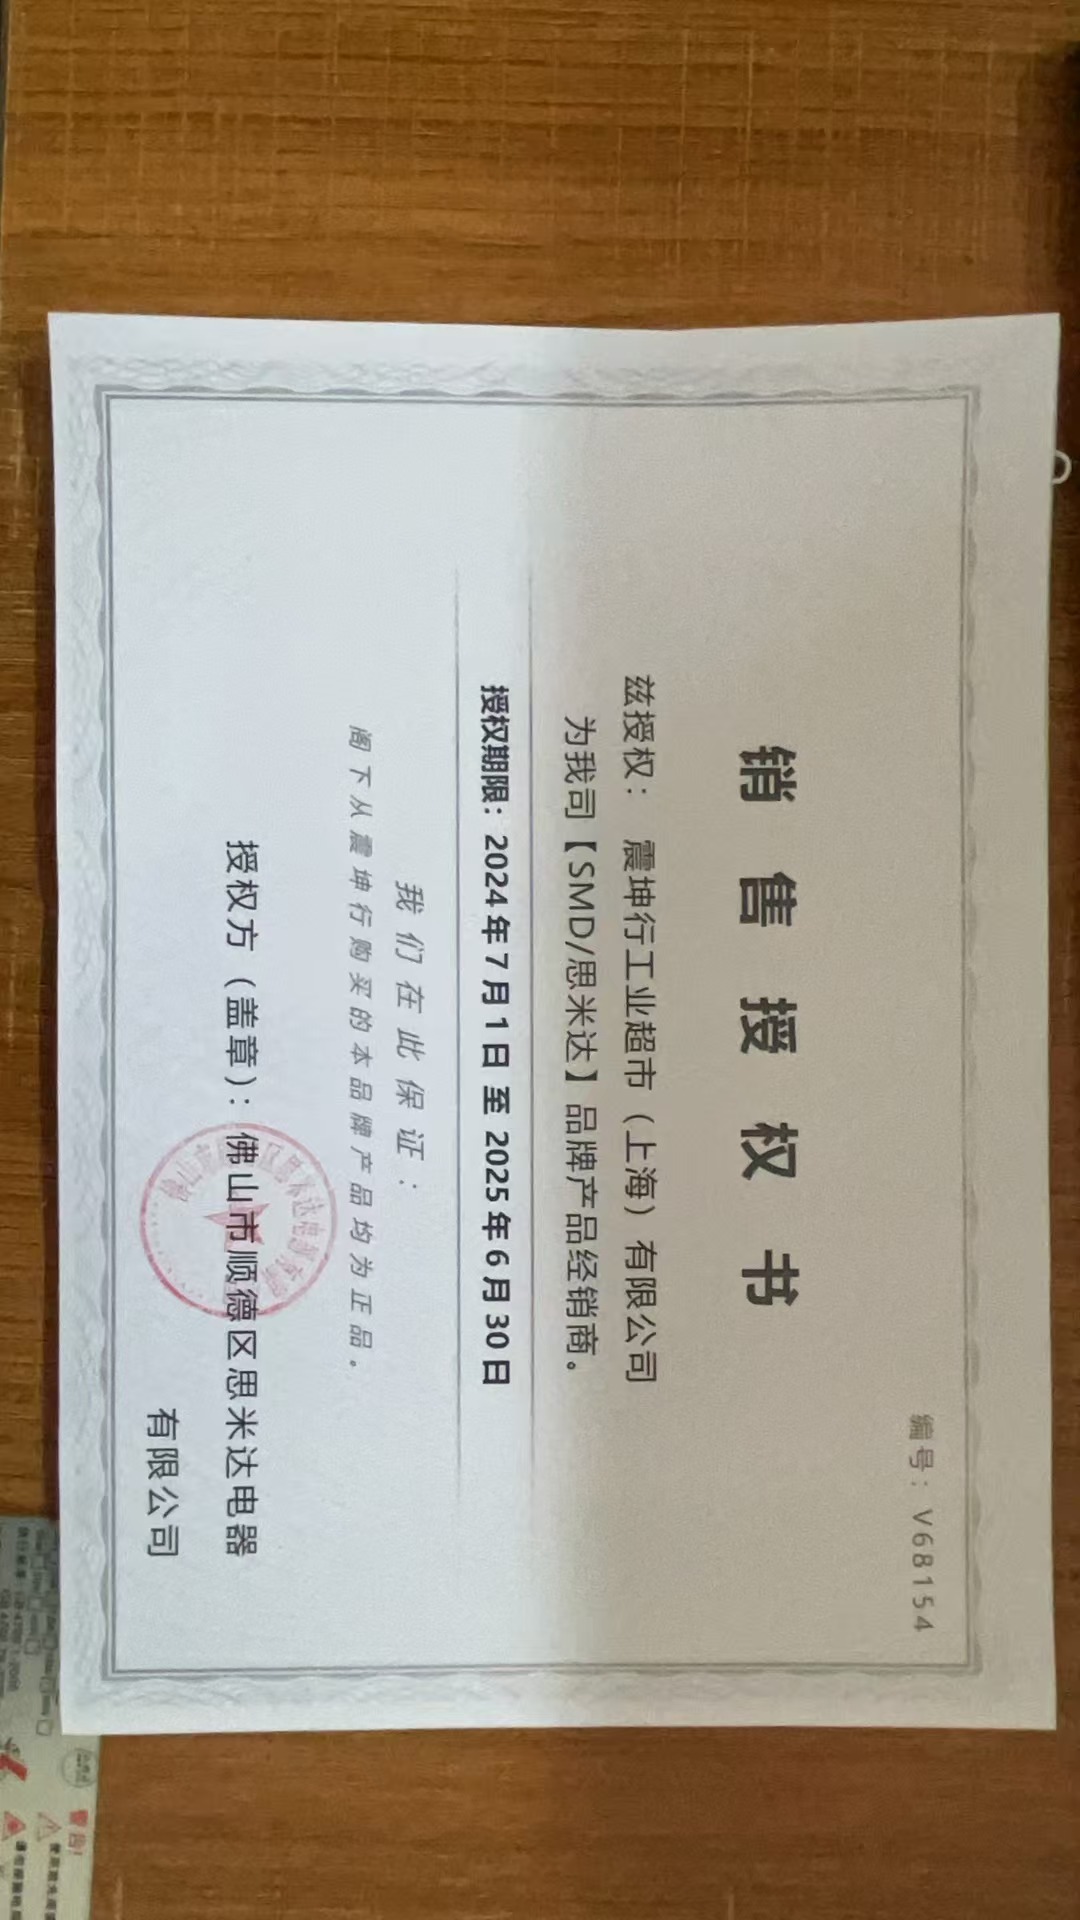 编号：V68154
销售授权书
兹授权： 震坤行工业超市（上海）有限公司
为我司【SMD/思米达】品牌产品经销商。
授权期限：2024年7月1日 至 2025年6月30日
我们在此保证：
阁下从震坤行购买的本品牌产品均为正品。
授权方（盖章）：佛山市顺德区思米达电器
有限公司
警告!